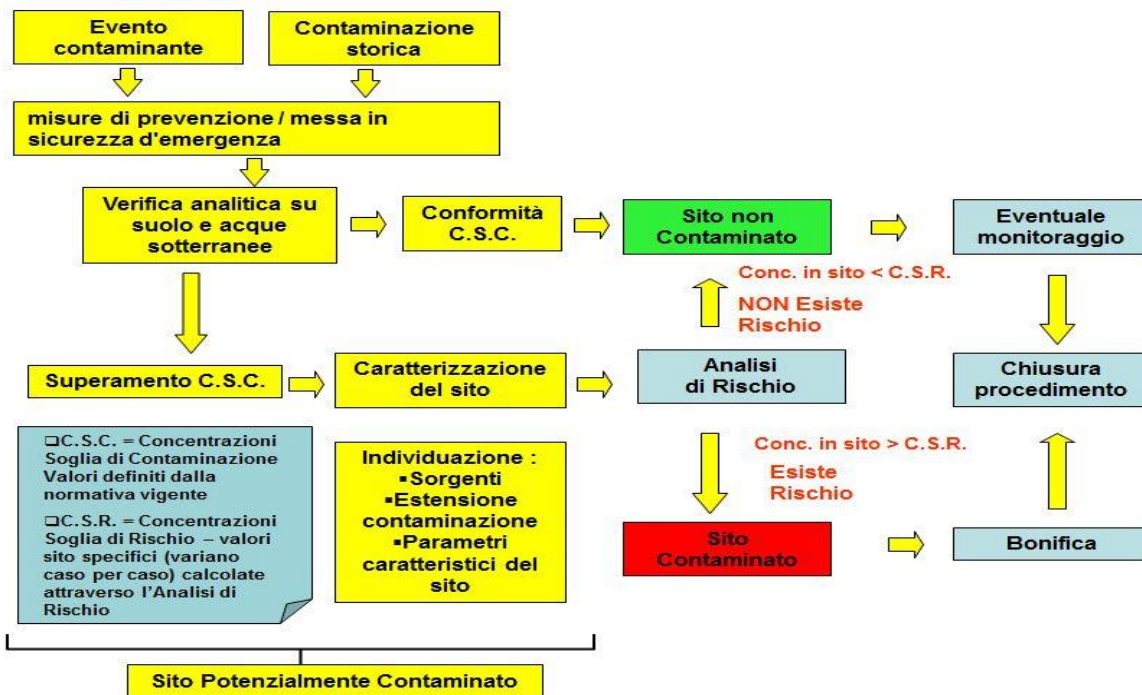 Evento
contaminante
Contaminazione
storica
misure di prevenzione / messa in
sicurezza d'emergenza
Verifica analitica su
suolo e acque
sotterranee
Conformità
C.S.C.
Sito non
Contaminato
Eventuale
monitoraggio
Conc. in sito < C.S.R.
NON Esiste
Rischio
Superamento C.S.C.
Caratterizzazione
del sito
Analisi
di Rischio
Chiusura
procedimento
❑C.S.C. = Concentrazioni
Soglia di Contaminazione
Valori definiti dalla
normativa vigente
❑C.S.R. = Concentrazioni
Soglia di Rischio – valori
sito specifici (variano
caso per caso) calcolate
attraverso l'Analisi di
Rischio
Individuazione :
▪Sorgenti
▪Estensione
contaminazione
▪Parametri
caratteristici del
sito
Conc. in sito > C.S.R.
Esiste
Rischio
Sito
Contaminato
Bonifica
Sito Potenzialmente Contaminato